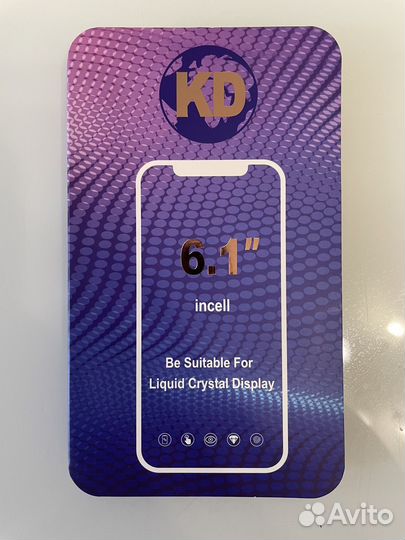 KD
6.1"
incell
Be Suitable For
Liquid Crystal Display
Avito